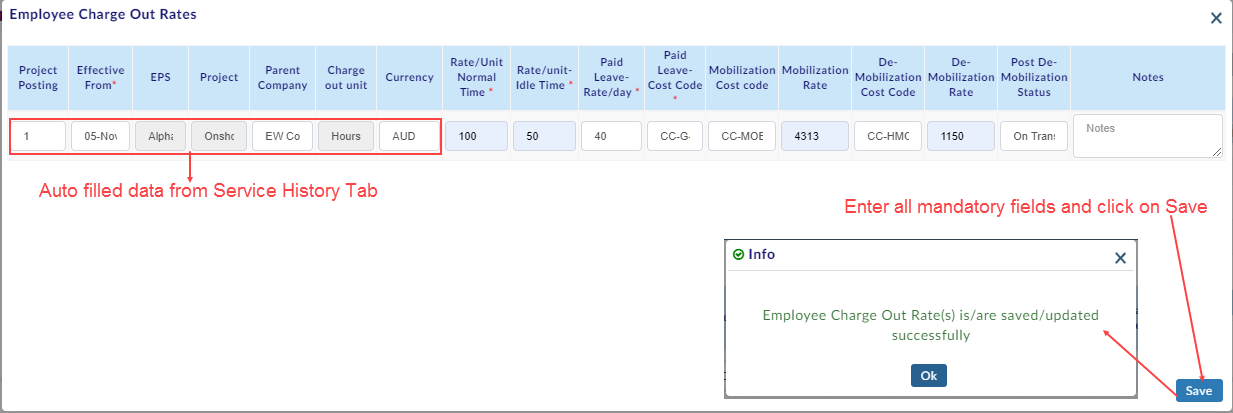 Employee Charge Out Rates
Project Posting
Effective From*
EPS
Project
Parent Company
Charge out unit
Currency
Rate/Unit Normal Time *
Rate/unit- Idle Time *
Paid Leave- Rate/day *
Paid Leave- Cost Code *
Mobilization Cost code
Mobilization Rate
De- Mobilization Cost Code
De- Mobilization Rate
Post De- Mobilization Status
Notes
1
05-Nov
Alpha
Onsho
EW Co
Hours
AUD
100
50
40
CC-G-
CC-MOB
4313
CC-HMO
1150
On Trans
Notes
Auto filled data from Service History Tab
Enter all mandatory fields and click on Save
Info
Employee Charge Out Rate(s) is/are saved/updated
successfully
Ok
Save